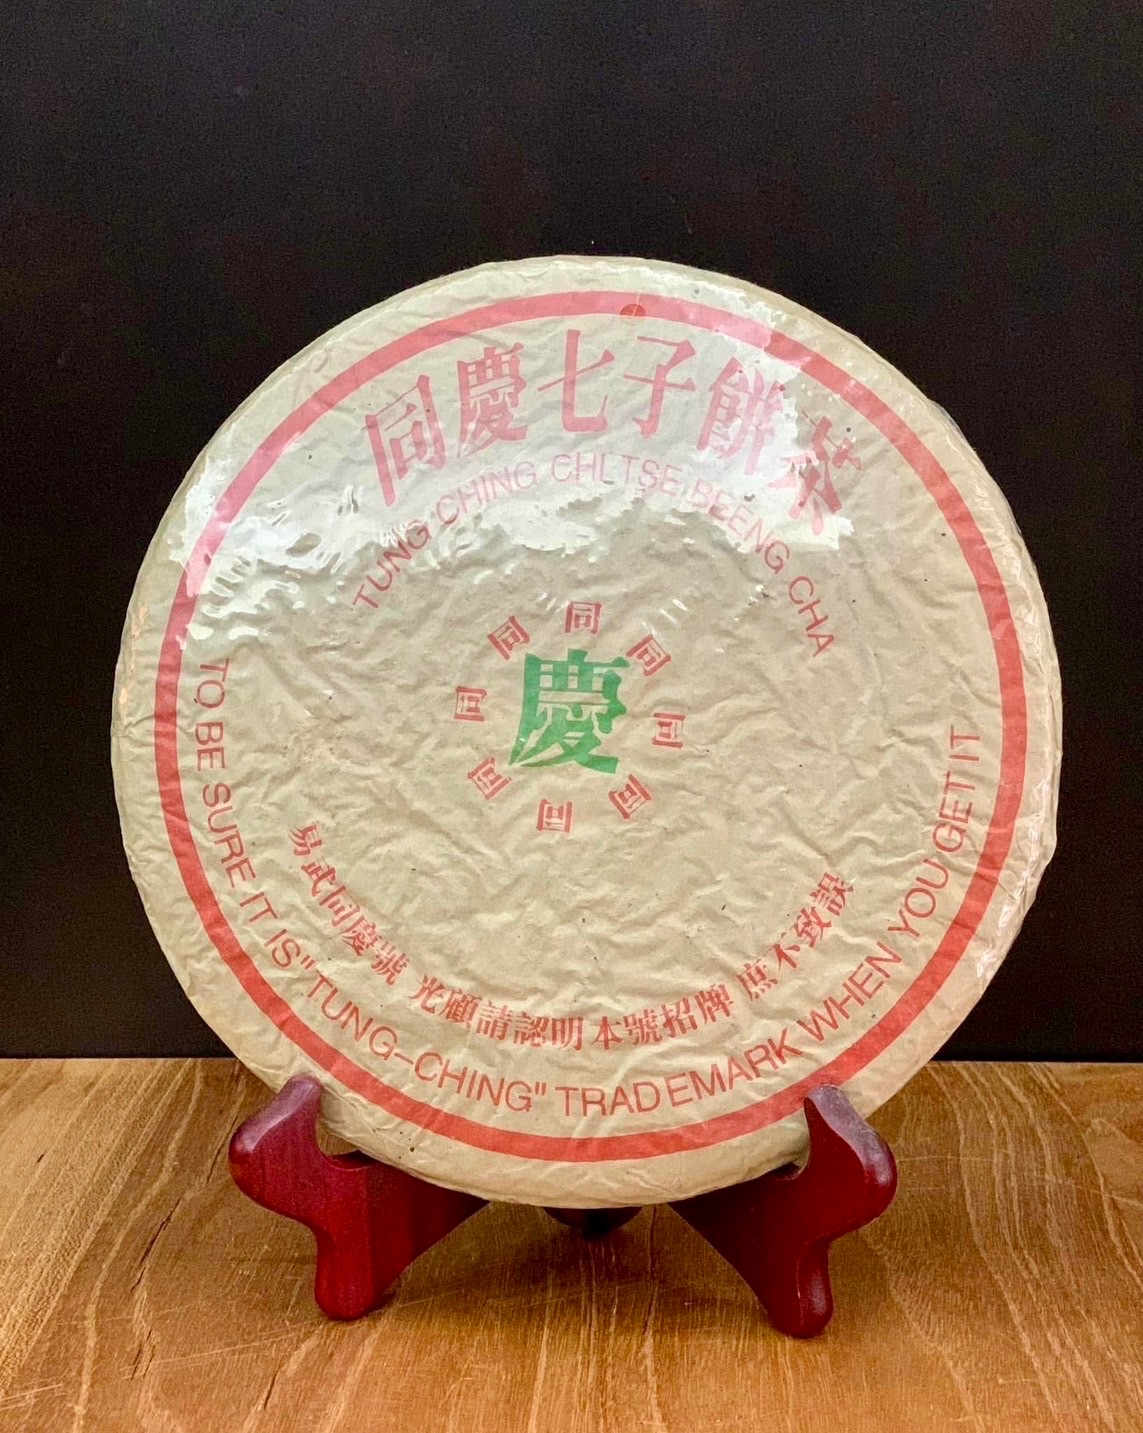 同慶七子餅茶
TUNG CHING CHI TSE BEENG CHA
同 同 同 同 同 同 同 同
慶
易武同慶號 光顧請認明本號招牌 庶不致誤
TO BE SURE IT IS "TUNG-CHING" TRADEMARK WHEN YOU GET IT